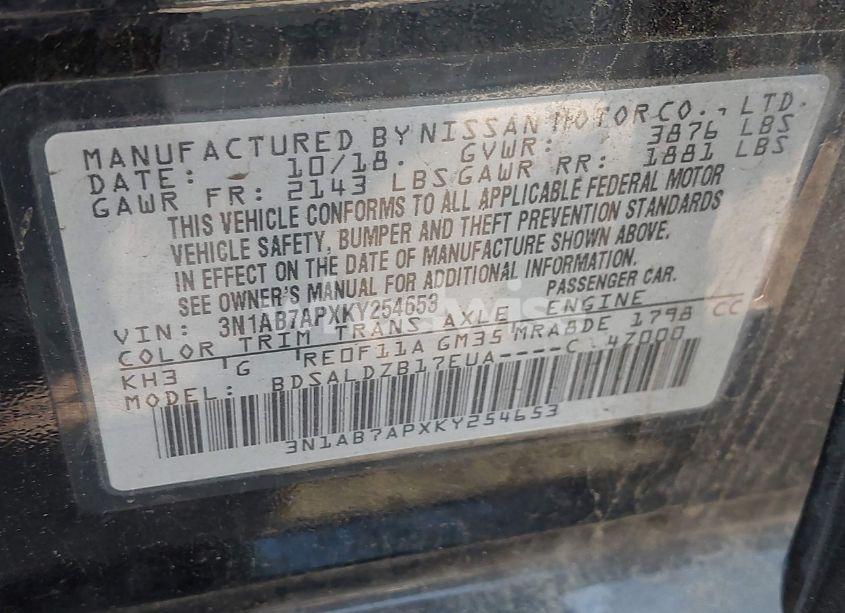 MANUFACTURED BY NISSAN MOTOR CO., LTD.
DATE: 10/18. GVWR: 3876 LBS
GAWR FR: 2143 LBS GAWR RR: 1881 LBS
THIS VEHICLE CONFORMS TO ALL APPLICABLE FEDERAL MOTOR
VEHICLE SAFETY, BUMPER AND THEFT PREVENTION STANDARDS
IN EFFECT ON THE DATE OF MANUFACTURE SHOWN ABOVE.
SEE OWNER'S MANUAL FOR ADDITIONAL INFORMATION.
VIN: 3N1AB7APXKY254653 PASSENGER CAR.
COLOR TRIM TRANS AXLE ENGINE
KH3 G RE0F11A GM35 MRA8DE 1798 CC
MODEL: BDSALDZB17EUA----C-47000
3N1AB7APXKY254653